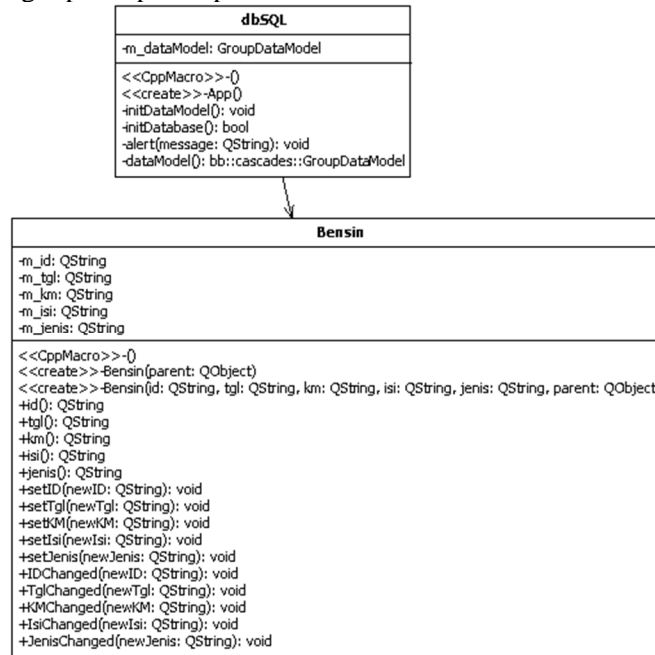 dbSQL
-m_dataModel: GroupDataModel
<<CppMacro>>-()
<<create>>-App()
-initDataModel(): void
-initDatabase(): bool
-alert(message: QString): void
-dataModel(): bb::cascades::GroupDataModel
Bensin
-m_id: QString
-m_tgl: QString
-m_km: QString
-m_isi: QString
-m_jenis: QString
<<CppMacro>>-()
<<create>>-Bensin(parent: QObject)
<<create>>-Bensin(id: QString, tgl: QString, km: QString, isi: QString, jenis: QString, parent: QObject
+id(): QString
+tgl(): QString
+km(): QString
+isi(): QString
+jenis(): QString
+setID(newID: QString): void
+setTgl(newTgl: QString): void
+setKM(newKM: QString): void
+setIsi(newIsi: QString): void
+setJenis(newJenis: QString): void
+IDChanged(newID: QString): void
+TglChanged(newTgl: QString): void
+KMChanged(newKM: QString): void
+IsiChanged(newIsi: QString): void
+JenisChanged(newJenis: QString): void